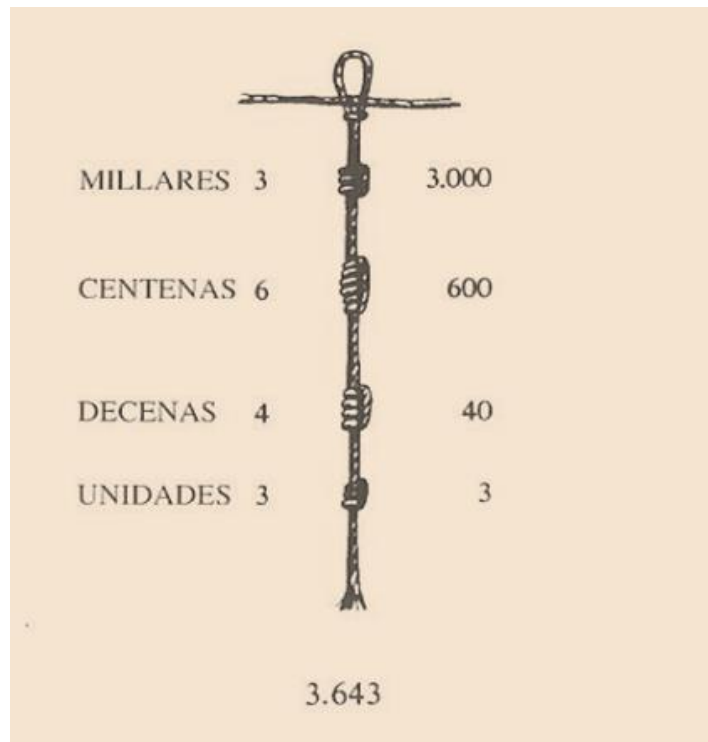 MILLARES 3 3.000
CENTENAS 6 600
DECENAS 4 40
UNIDADES 3 3
3.643